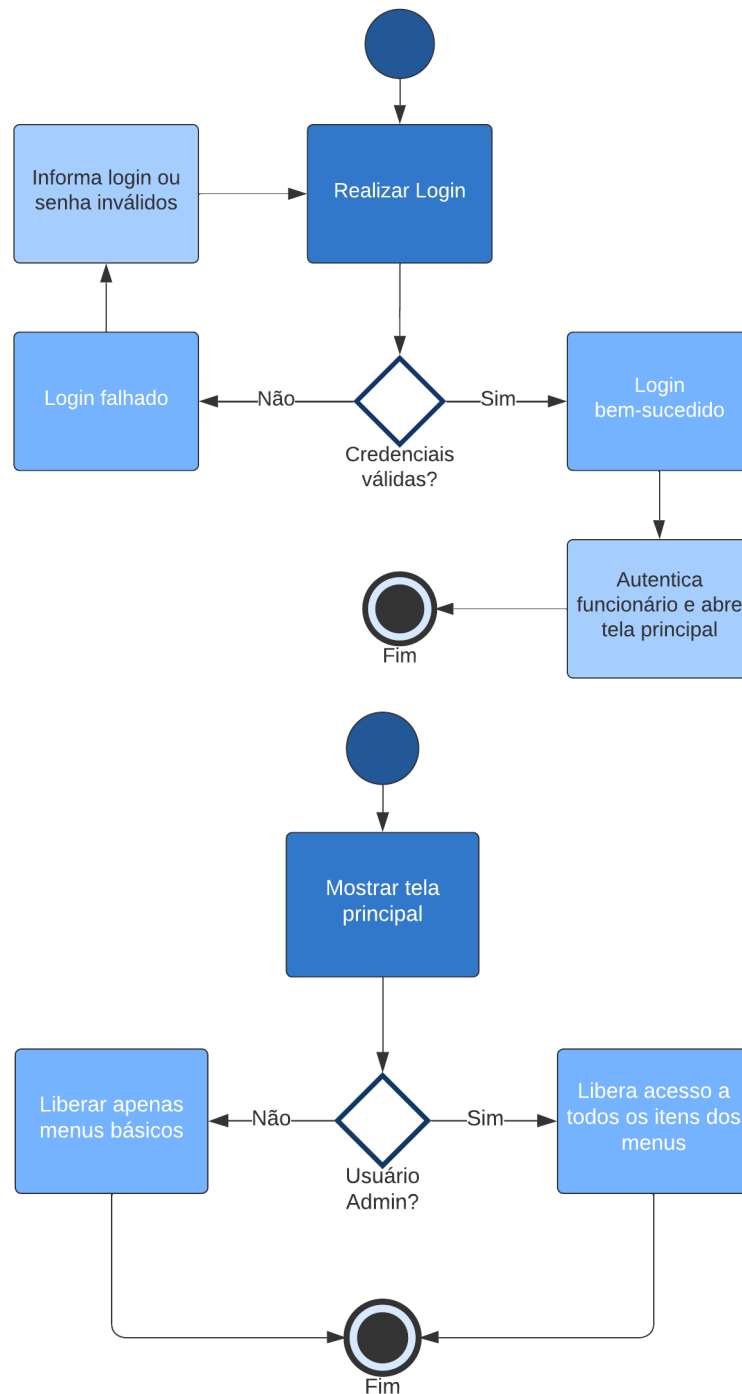 Informa login ou
senha inválidos
Realizar Login
Login falhado
Não
Sim
Login
bem-sucedido
Credenciais
válidas?
Autentica
funcionário e abre
tela principal
Fim
Mostrar tela
principal
Liberar apenas
menus básicos
Não
Sim
Libera acesso a
todos os itens dos
menus
Usuário
Admin?
Fim